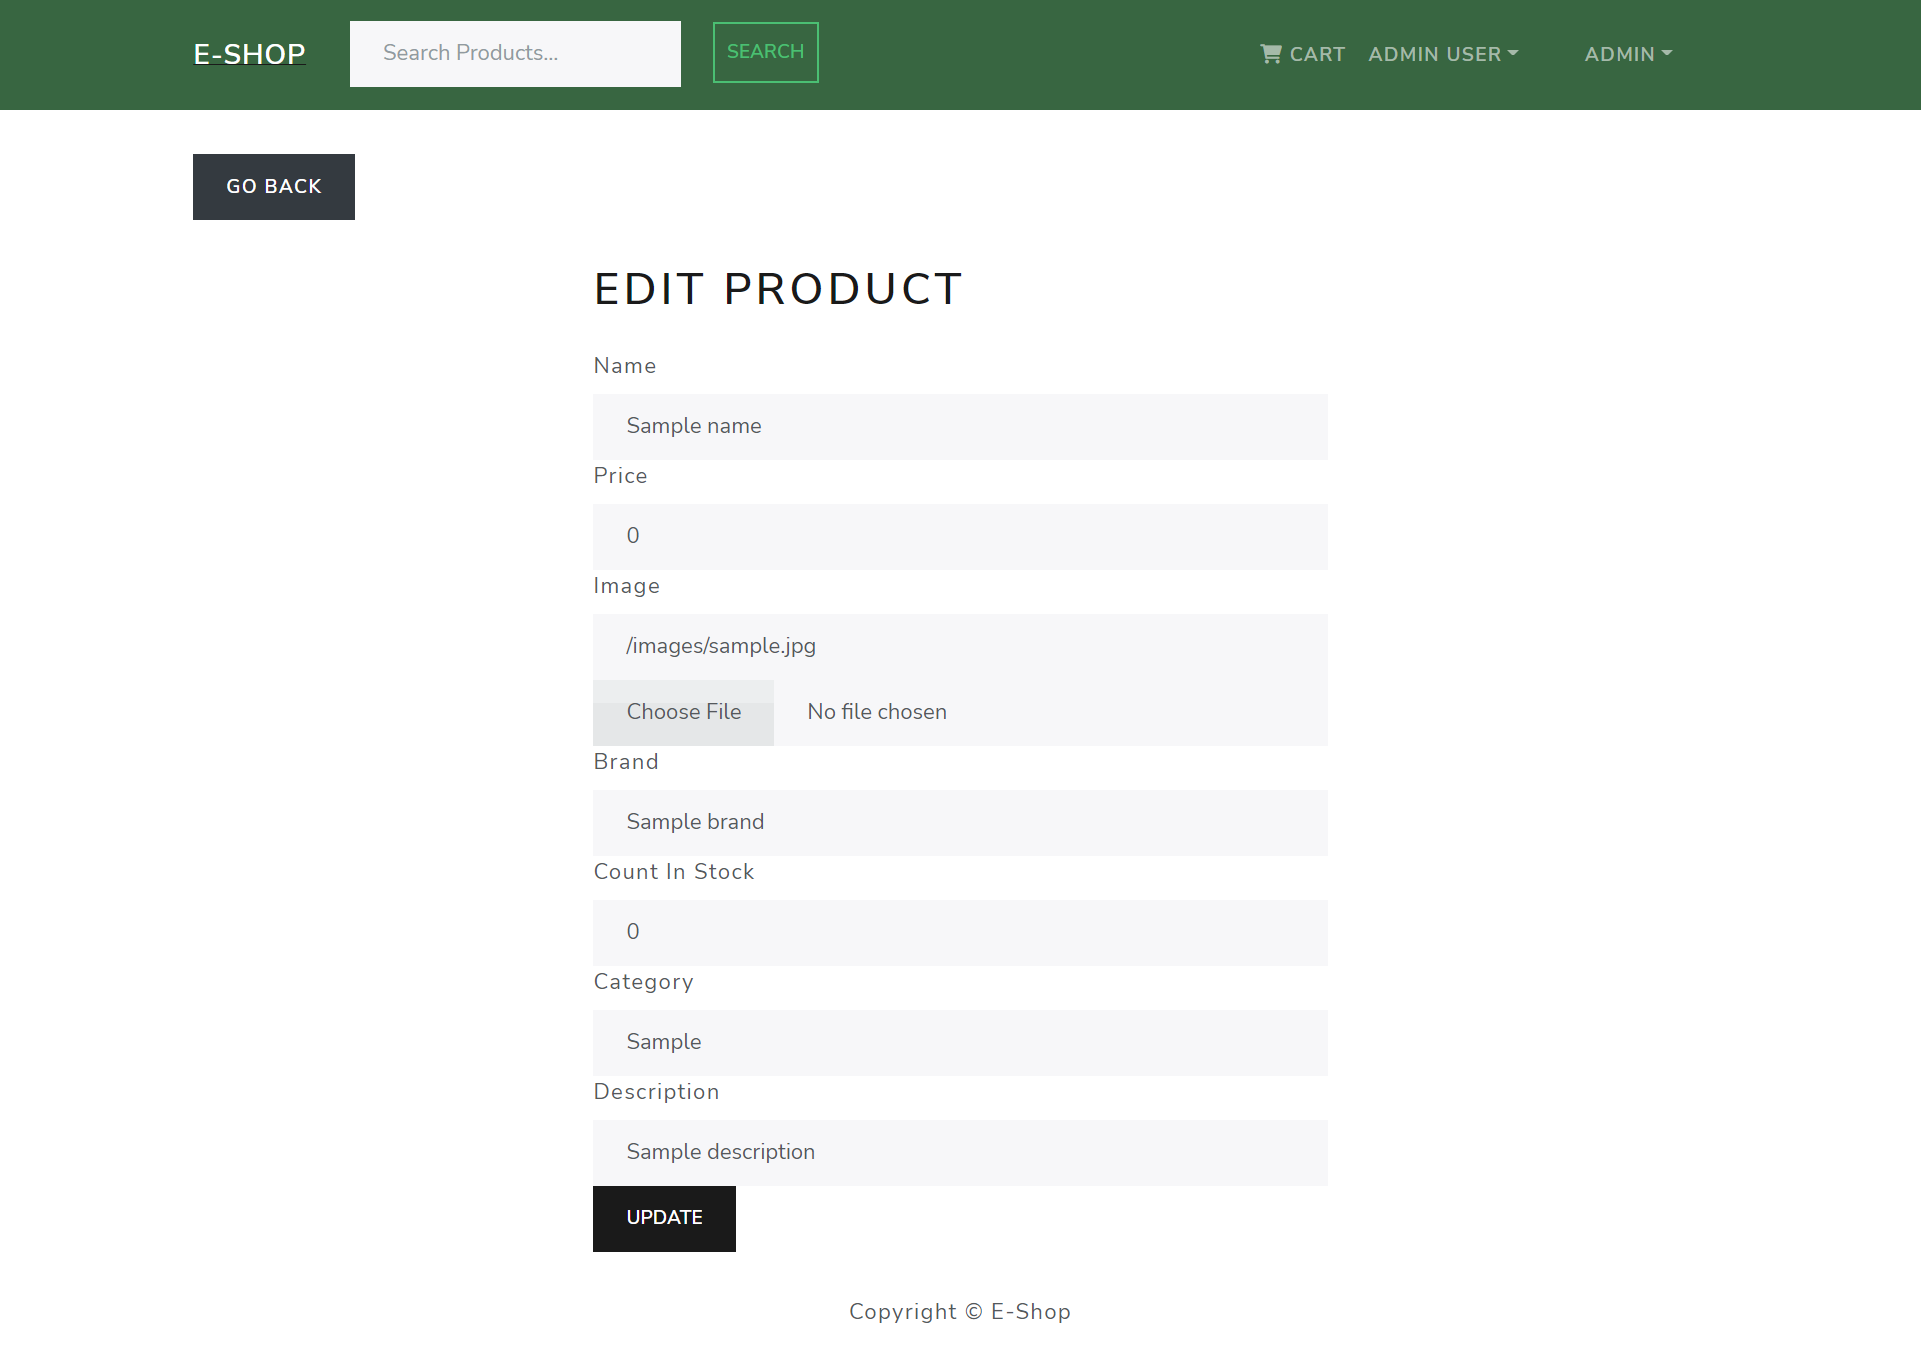 E-SHOP
Search Products...
SEARCH
CART
ADMIN USER
ADMIN
GO BACK
EDIT PRODUCT
Name
Sample name
Price
0
Image
/images/sample.jpg
Choose File No file chosen
Brand
Sample brand
Count In Stock
0
Category
Sample
Description
Sample description
UPDATE
Copyright © E-Shop